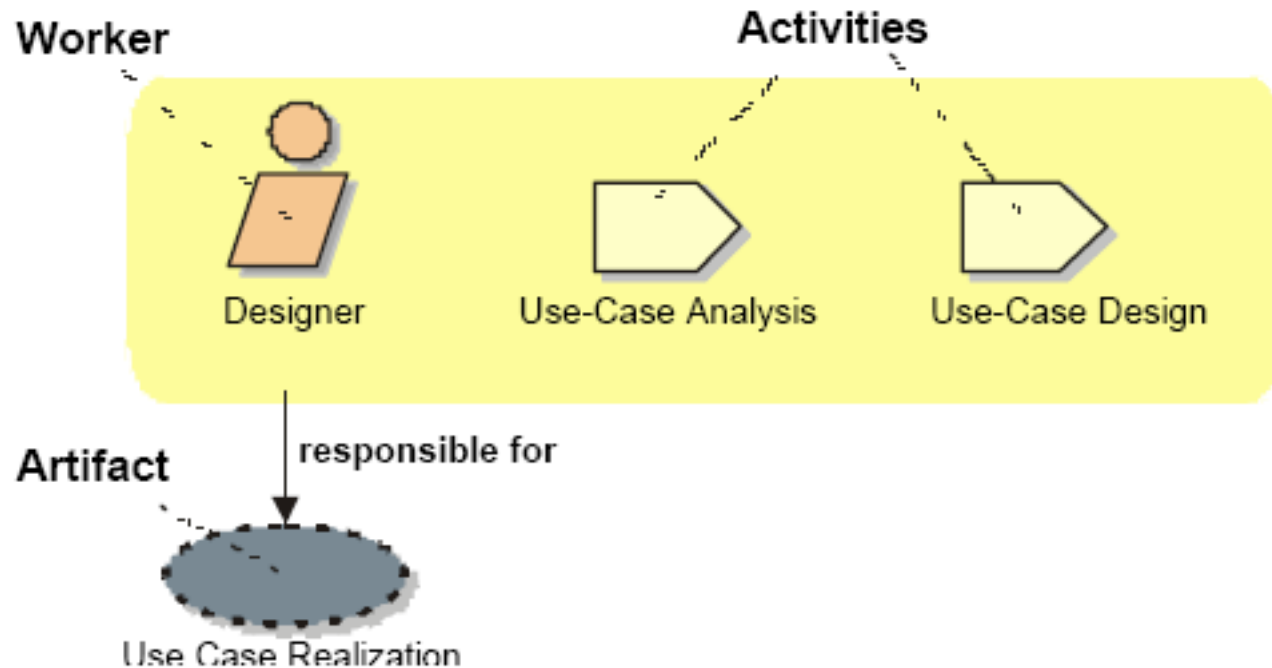 Worker
Activities
Designer
Use-Case Analysis
Use-Case Design
responsible for
Artifact
Use Case Realization